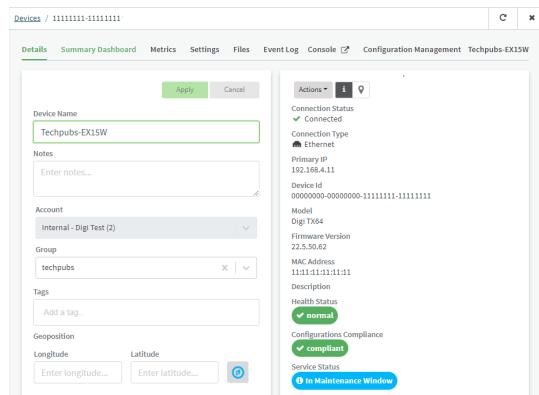 Devices / 11111111-11111111
Details Summary Dashboard Metrics Settings Files Event Log Console Configuration Management Techpubs-EX15W
Apply Cancel
Device Name
Techpubs-EX15W
Notes
Enter notes...
Account
Internal - Digi Test (2)
Group
techpubs
Tags
Add a tag..
Geoposition
Longitude Latitude
Enter longitude... Enter latitude...
Actions
Connection Status
Connected
Connection Type
Ethernet
Primary IP
192.168.4.11
Device Id
00000000-00000000-11111111-11111111
Model
Digi TX64
Firmware Version
22.5.50.62
MAC Address
11:11:11:11:11:11
Description
Health Status
normal
Configurations Compliance
compliant
Service Status
In Maintenance Window